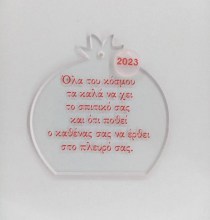 2023
Όλα του κόσμου
τα καλά να χει
το σπιτικό σας
και ότι ποθεί
ο καθένας σας να έρθει
στο πλευρό σας.